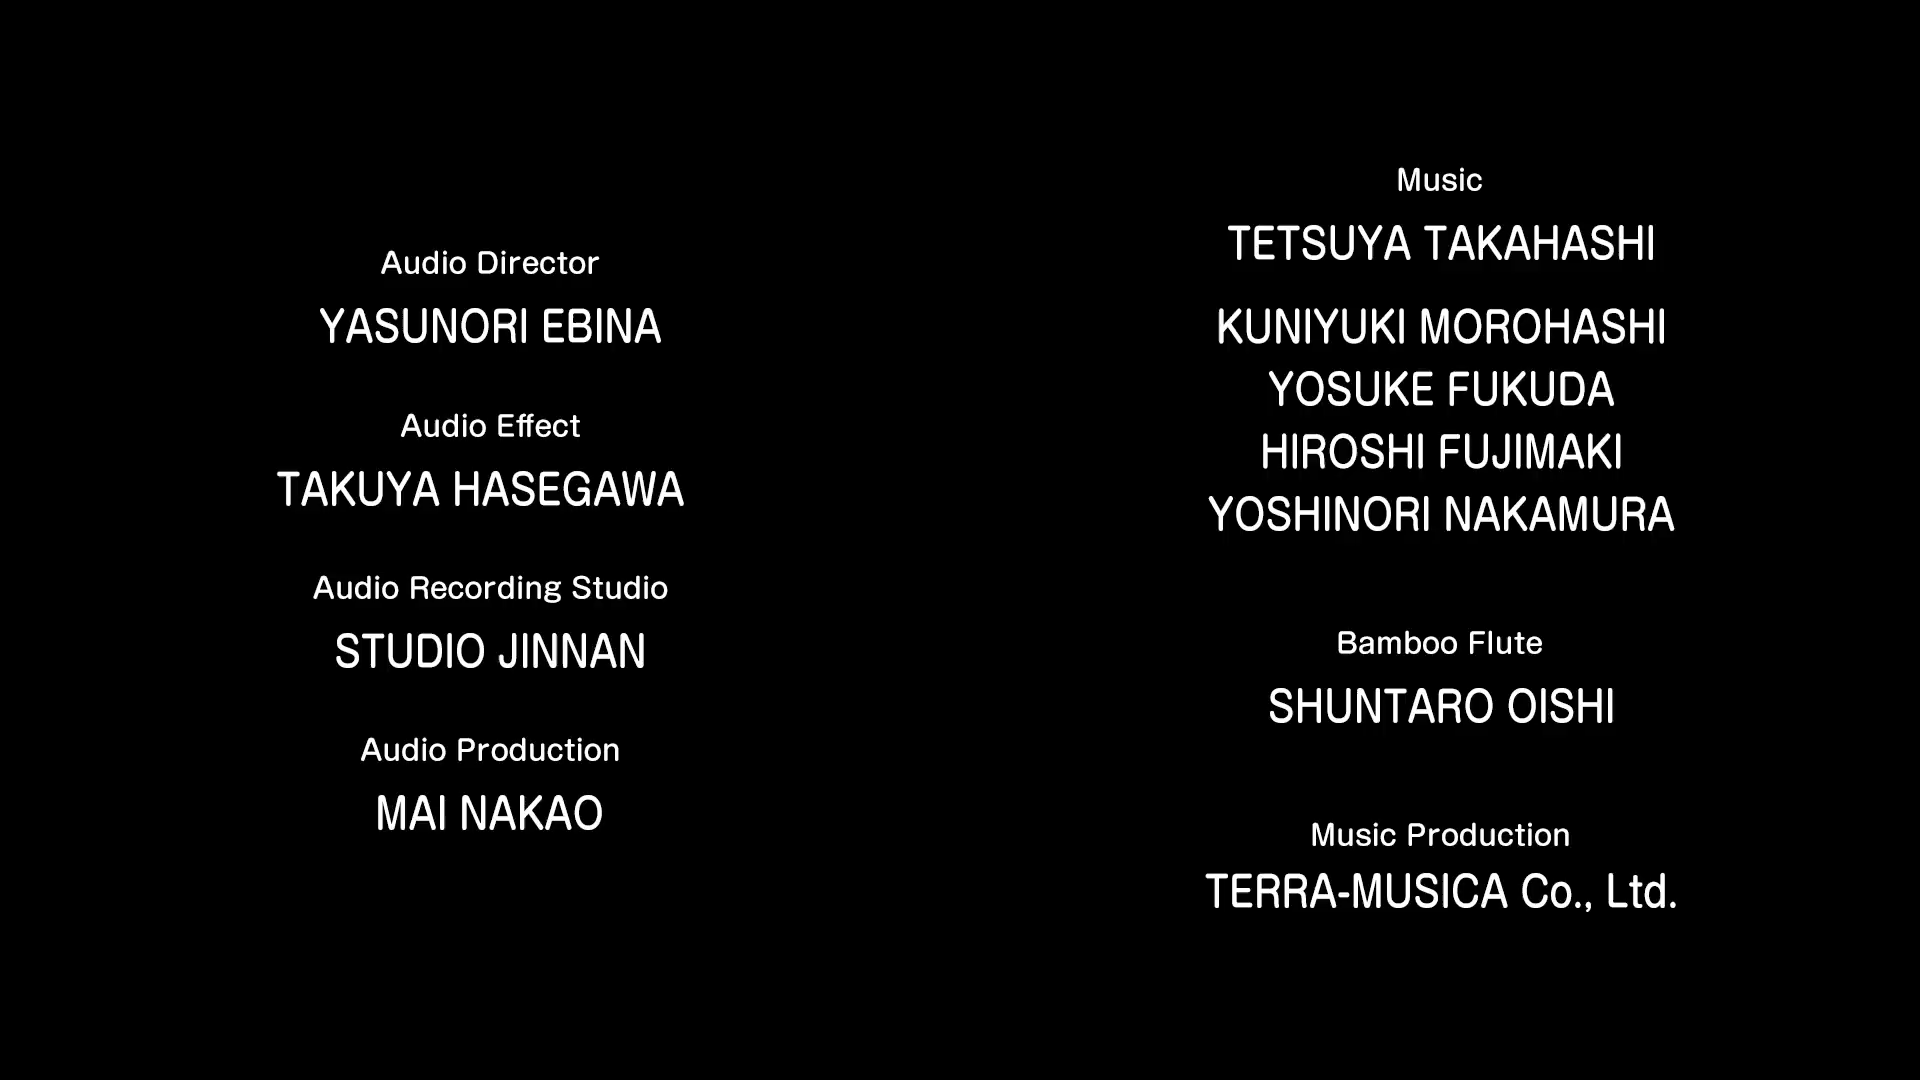 Audio Director
YASUNORI EBINA
Audio Effect
TAKUYA HASEGAWA
Audio Recording Studio
STUDIO JINNAN
Audio Production
MAI NAKAO
Music
TETSUYA TAKAHASHI
KUNIYUKI MOROHASHI
YOSUKE FUKUDA
HIROSHI FUJIMAKI
YOSHINORI NAKAMURA
Bamboo Flute
SHUNTARO OISHI
Music Production
TERRA-MUSICA Co., Ltd.